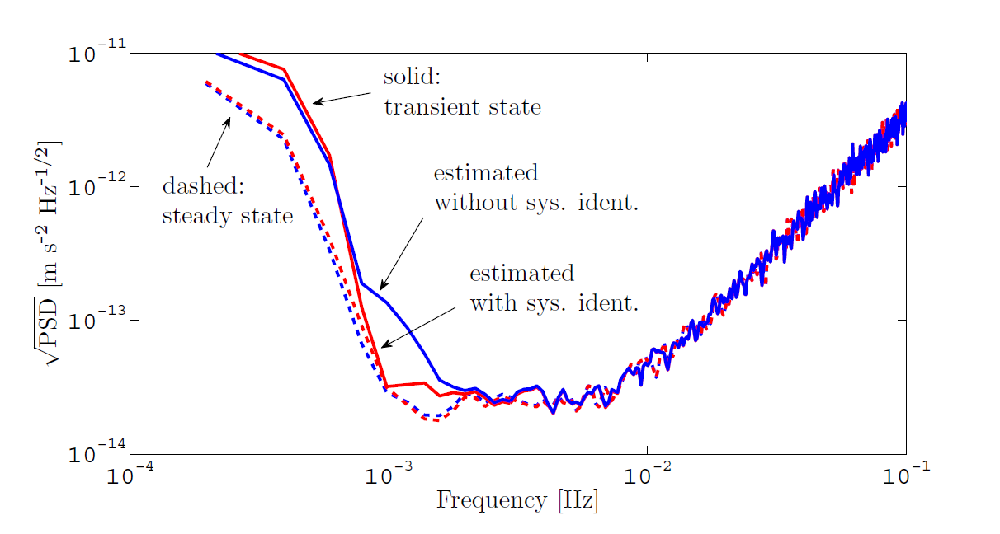 10^-11
solid:
transient state
estimated
without sys. ident.
dashed:
steady state
10^-12
√PSD [m s^-2 Hz^-1/2]
estimated
with sys. ident.
10^-13
10^-14
10^-4 10^-3 10^-2 10^-1
Frequency [Hz]